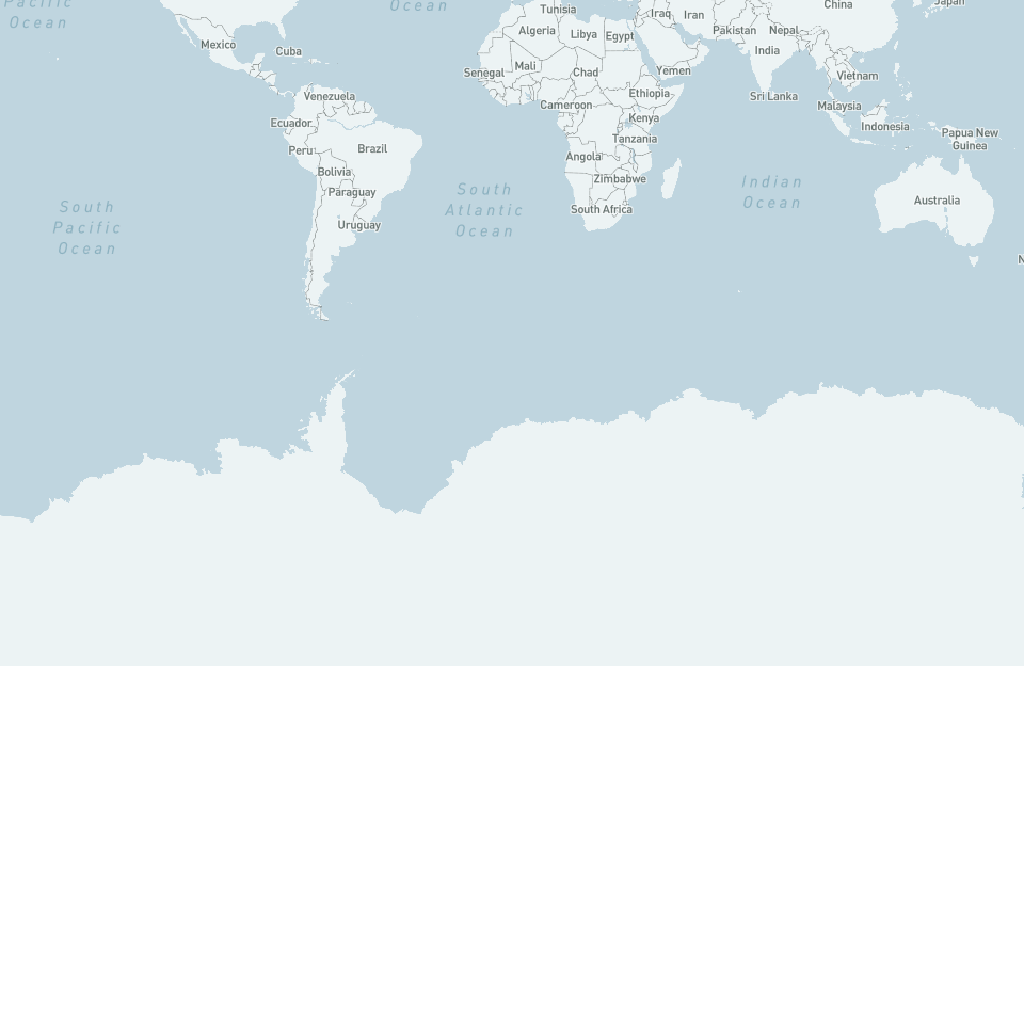 Pacific
Ocean
Ocean
Tunisia
Iraq
Iran
China
Japan
Algeria
Libya
Egypt
Pakistan
Nepal
Mexico
Cuba
India
Senegal
Mali
Chad
Yemen
Vietnam
Venezuela
Ethiopia
Sri Lanka
Cameroon
Malaysia
Ecuador
Kenya
Indonesia
Papua New
Guinea
Peru
Brazil
Tanzania
Angola
Bolivia
Zimbabwe
Paraguay
South
Atlantic
Ocean
Indian
Ocean
Australia
South
Pacific
Ocean
South Africa
Uruguay
N